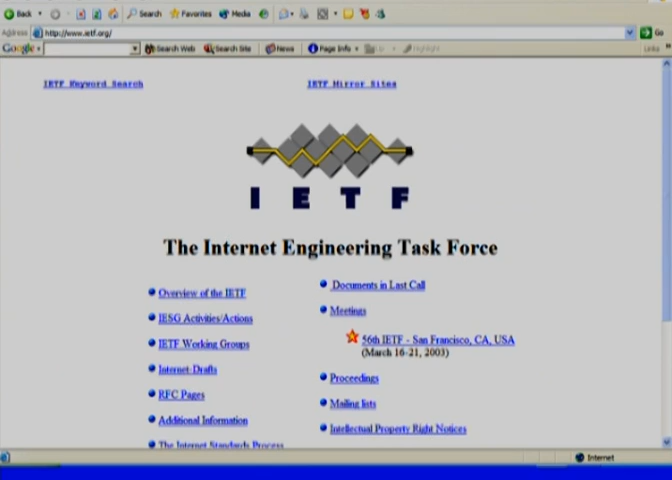 Back Search Favorites Media
Address http://www.ietf.org/ Go
Google Search Web Search Site News Page Info Up Highlight Links »
IETF Keyword Search IETF Mirror Sites
IETF
The Internet Engineering Task Force
Overview of the IETF
IESG Activities/Actions
IETF Working Groups
Internet-Drafts
RFC Pages
Additional Information
The Internet Standards Process
Documents in Last Call
Meetings
56th IETF - San Francisco, CA, USA
(March 16-21, 2003)
Proceedings
Mailing lists
Intellectual Property Right Notices
Internet